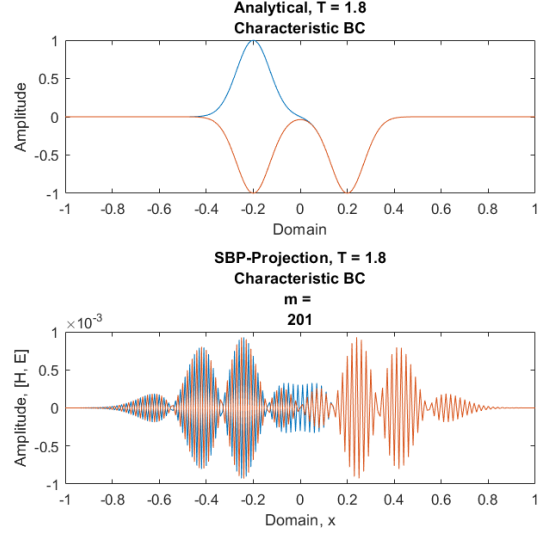 Analytical, T = 1.8
Characteristic BC
1
0.5
0
-0.5
-1
Amplitude
-1 -0.8 -0.6 -0.4 -0.2 0 0.2 0.4 0.6 0.8 1
Domain
SBP-Projection, T = 1.8
Characteristic BC
m =
201
×10⁻³
1
0.5
0
-0.5
-1
Amplitude, [H, E]
-1 -0.8 -0.6 -0.4 -0.2 0 0.2 0.4 0.6 0.8 1
Domain, x